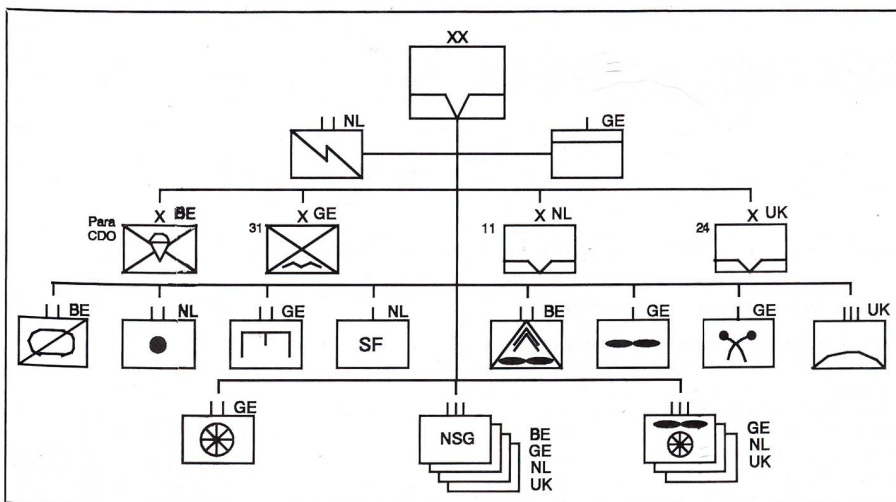 XX
NL
GE
Para CDO X BE
31 X GE
11 X NL
24 X UK
BE
NL
GE
NL
SF
BE
GE
GE
UK
GE
NSG
BE
GE
NL
UK
GE
NL
UK